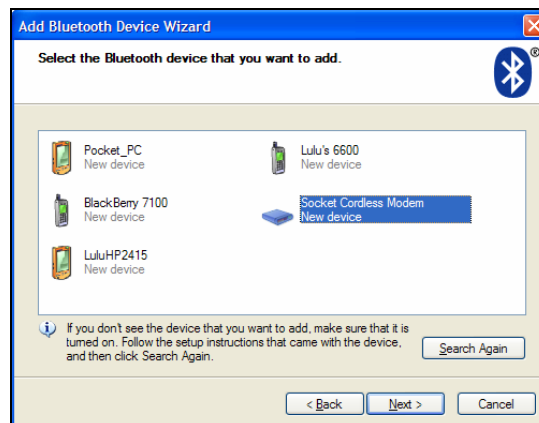 Add Bluetooth Device Wizard
Select the Bluetooth device that you want to add.
®
Pocket_PC
New device
Lulu's 6600
New device
BlackBerry 7100
New device
Socket Cordless Modem
New device
LuluHP2415
New device
If you don't see the device that you want to add, make sure that it is
turned on. Follow the setup instructions that came with the device,
and then click Search Again.
Search Again
< Back
Next >
Cancel